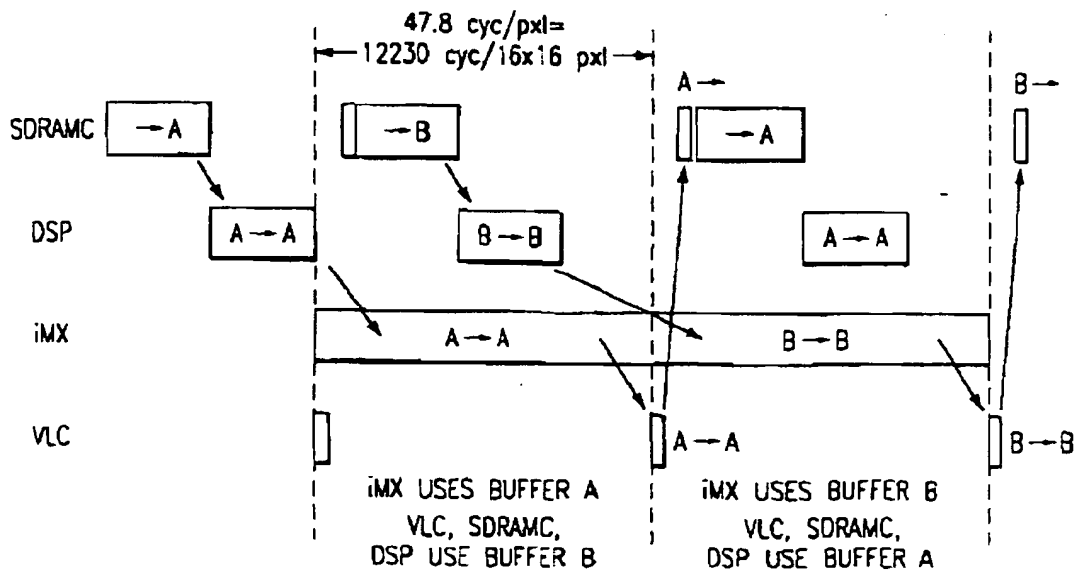 47.8 cyc/pxl=
12230 cyc/16x16 pxl
A→
B→
SDRAMC
→A
→B
→A
DSP
A→A
B→B
A→A
iMX
A→A
B→B
VLC
A→A
B→B
iMX USES BUFFER A
VLC, SDRAMC,
DSP USE BUFFER B
iMX USES BUFFER B
VLC, SDRAMC,
DSP USE BUFFER A